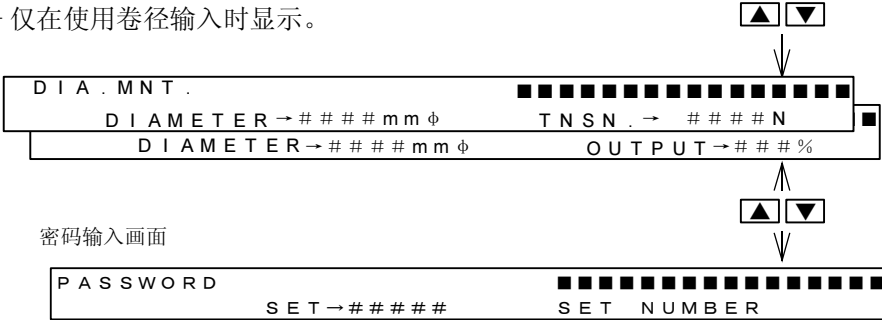 仅在使用卷径输入时显示。
▲ ▼
DIA.MNT. ■■■■■■■■■■■■■■■■
DIAMETER→####mmφ TNSN.→ ####N ■
DIAMETER→####mmφ OUTPUT→###%
▲ ▼
密码输入画面
PASSWORD ■■■■■■■■■■■■■■■■
SET→##### SET NUMBER